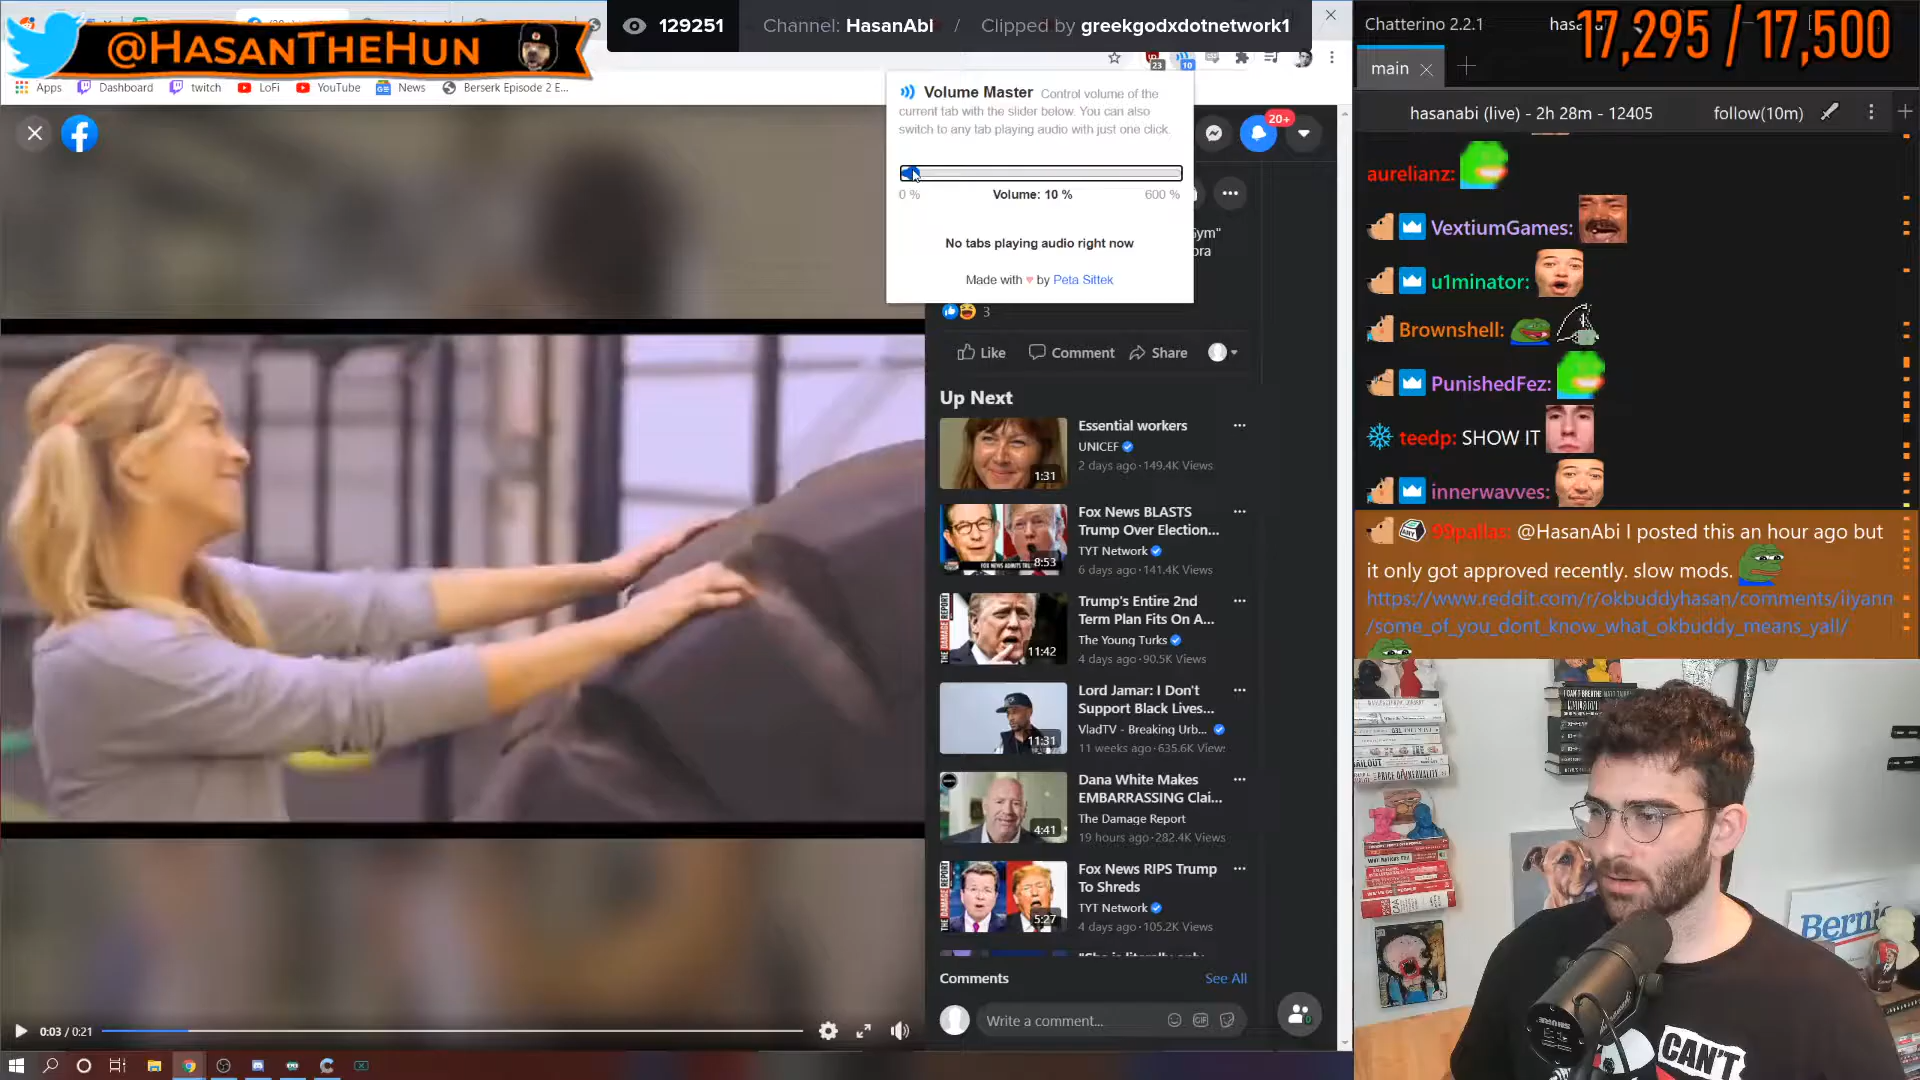 @HASANTHEHUN
129251
Channel: HasanAbi / Clipped by greekgodxdotnetwork1
Apps
Dashboard
twitch
LoFi
YouTube
News
Berserk Episode 2 E...
23
10
Volume Master Control volume of the
current tab with the slider below. You can also
switch to any tab playing audio with just one click.
0 %
Volume: 10 %
600 %
No tabs playing audio right now
Made with ♥ by Peta Sittek
20+
3
Like
Comment
Share
Up Next
Essential workers
UNICEF
2 days ago · 149.4K Views
1:31
Fox News BLASTS
Trump Over Election...
TYT Network
6 days ago · 141.4K Views
8:53
Trump's Entire 2nd
Term Plan Fits On A...
The Young Turks
4 days ago · 90.5K Views
11:42
Lord Jamar: I Don't
Support Black Lives...
VladTV - Breaking Urb...
11 weeks ago · 635.6K Views
11:31
Dana White Makes
EMBARRASSING Clai...
The Damage Report
19 hours ago · 282.4K Views
4:41
Fox News RIPS Trump
To Shreds
TYT Network
4 days ago · 105.2K Views
5:27
Comments
See All
Write a comment...
0:03 / 0:21
Chatterino 2.2.1
17,295 / 17,500
main
hasanabi (live) - 2h 28m - 12405
follow(10m)
aurelianz:
VextiumGames:
u1minator:
Brownshell:
PunishedFez:
teedp: SHOW IT
innerwavves:
99pallas: @HasanAbi I posted this an hour ago but
it only got approved recently. slow mods.
https://www.reddit.com/r/okbuddyhasan/comments/iiyann
/some_of_you_dont_know_what_okbuddy_means_yall/
Bernie
CAN'T